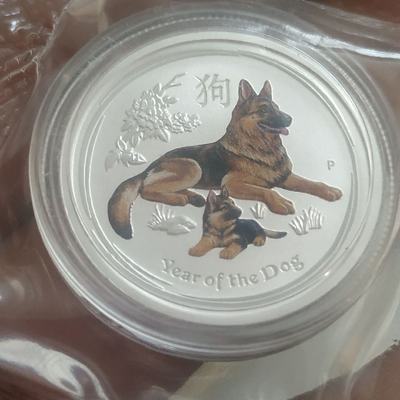 狗
P
Year of the Dog